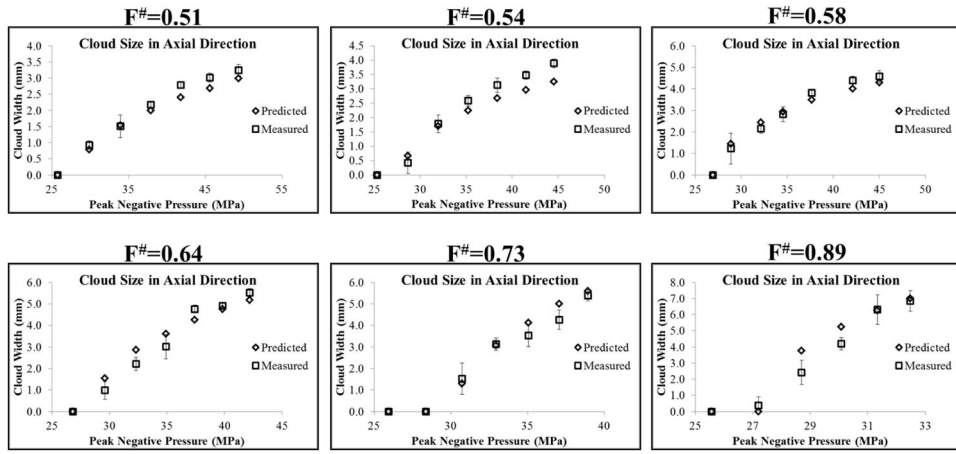 F#=0.51
Cloud Size in Axial Direction
Cloud Width (mm)
4.0
3.5
3.0
2.5
2.0
1.5
1.0
0.5
0.0
25 35 45 55
Peak Negative Pressure (MPa)
Predicted
Measured
F#=0.54
Cloud Size in Axial Direction
Cloud Width (mm)
4.5
4.0
3.5
3.0
2.5
2.0
1.5
1.0
0.5
0.0
25 30 35 40 45 50
Peak Negative Pressure (MPa)
Predicted
Measured
F#=0.58
Cloud Size in Axial Direction
Cloud Width (mm)
6.0
5.0
4.0
3.0
2.0
1.0
0.0
25 30 35 40 45 50
Peak Negative Pressure (MPa)
Predicted
Measured
F#=0.64
Cloud Size in Axial Direction
Cloud Width (mm)
6.0
5.0
4.0
3.0
2.0
1.0
0.0
25 30 35 40 45
Peak Negative Pressure (MPa)
Predicted
Measured
F#=0.73
Cloud Size in Axial Direction
Cloud Width (mm)
6.0
5.0
4.0
3.0
2.0
1.0
0.0
25 30 35 40
Peak Negative Pressure (MPa)
Predicted
Measured
F#=0.89
Cloud Size in Axial Direction
Cloud Width (mm)
8.0
7.0
6.0
5.0
4.0
3.0
2.0
1.0
0.0
25 27 29 31 33
Peak Negative Pressure (MPa)
Predicted
Measured